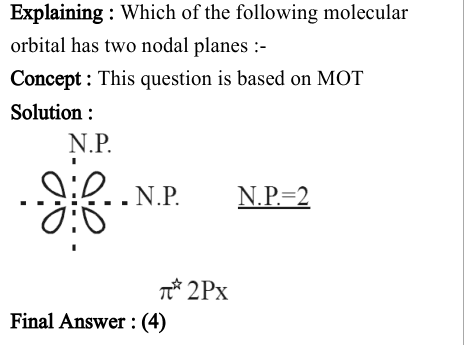 Explaining : Which of the following molecular
orbital has two nodal planes :-
Concept : This question is based on MOT
Solution :
N.P.
N.P. N.P.=2
π* 2Px
Final Answer : (4)